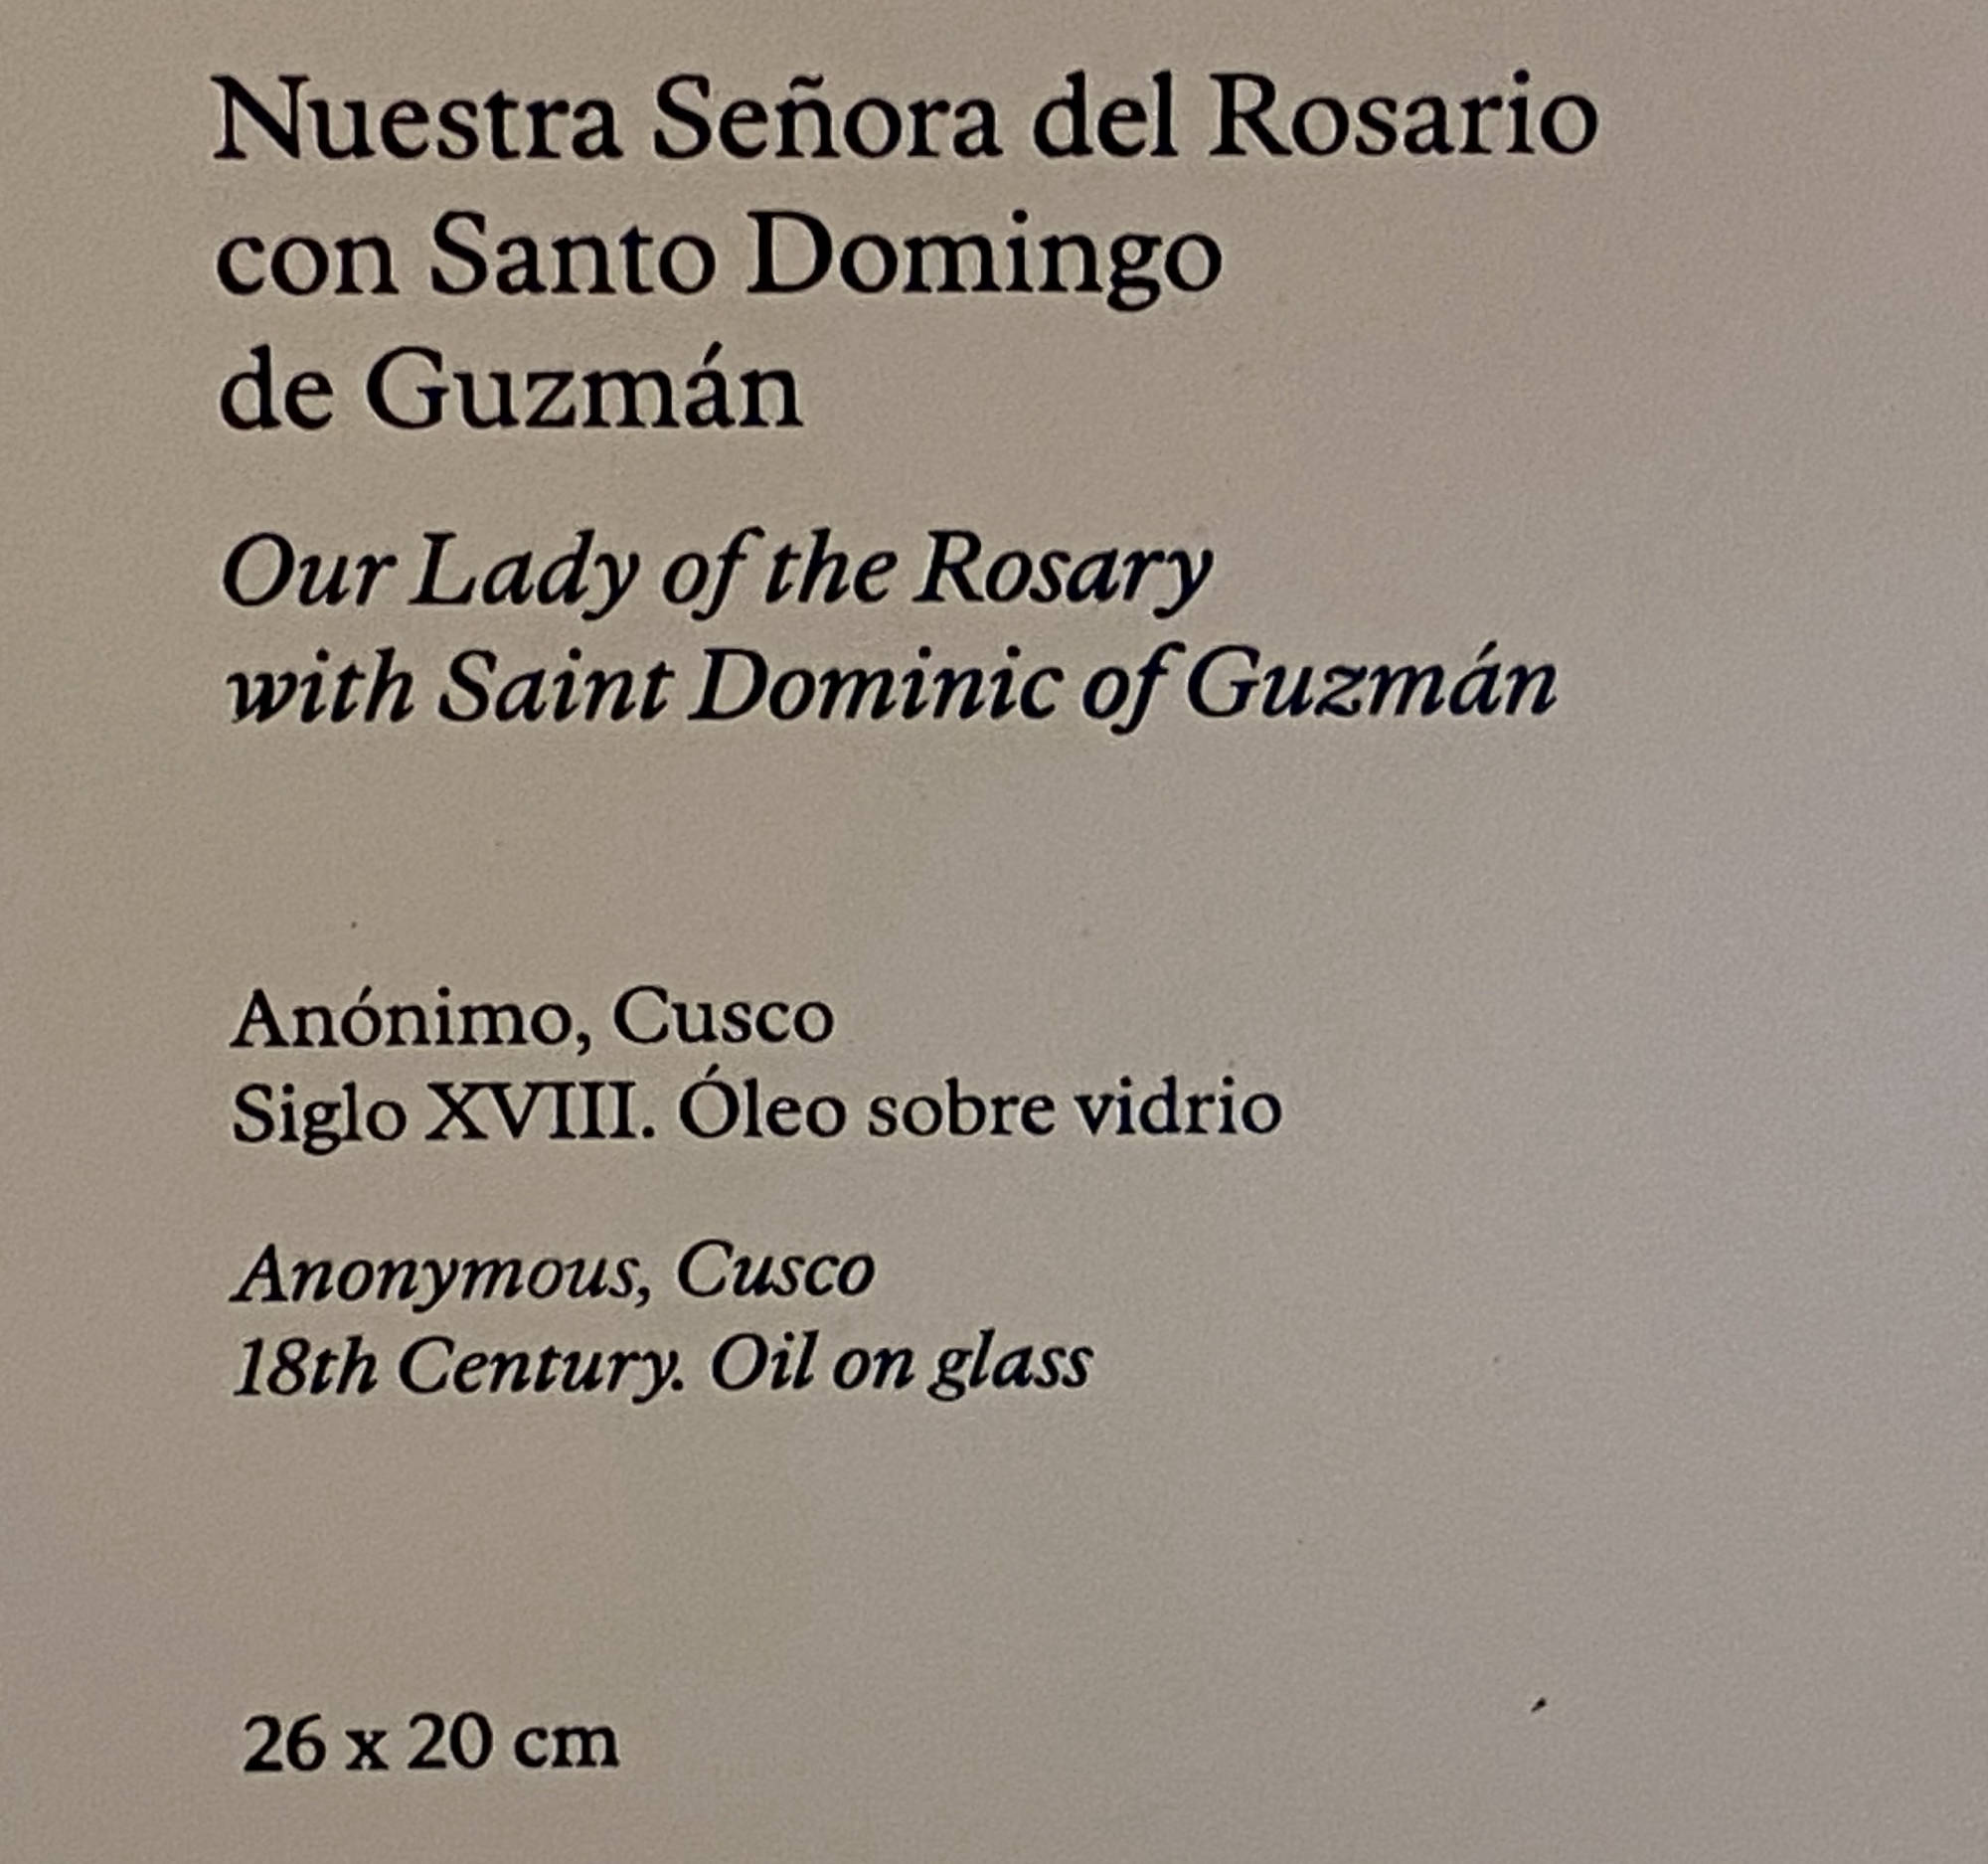 Nuestra Señora del Rosario
con Santo Domingo
de Guzmán
Our Lady of the Rosary
with Saint Dominic of Guzmán
Anónimo, Cusco
Siglo XVIII. Óleo sobre vidrio
Anonymous, Cusco
18th Century. Oil on glass
26 x 20 cm